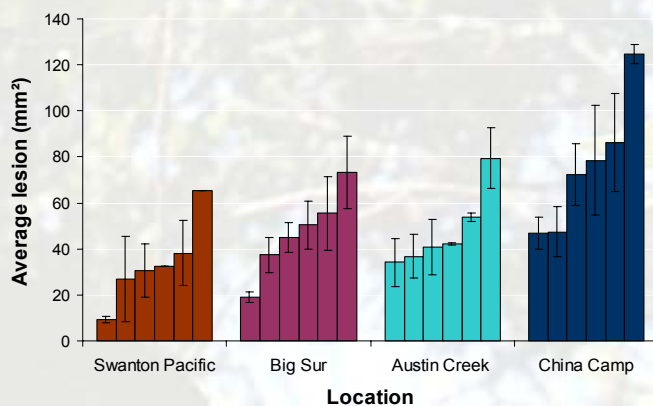 140
120
100
80
60
40
20
0
Average lesion (mm²)
Swanton Pacific
Big Sur
Austin Creek
China Camp
Location